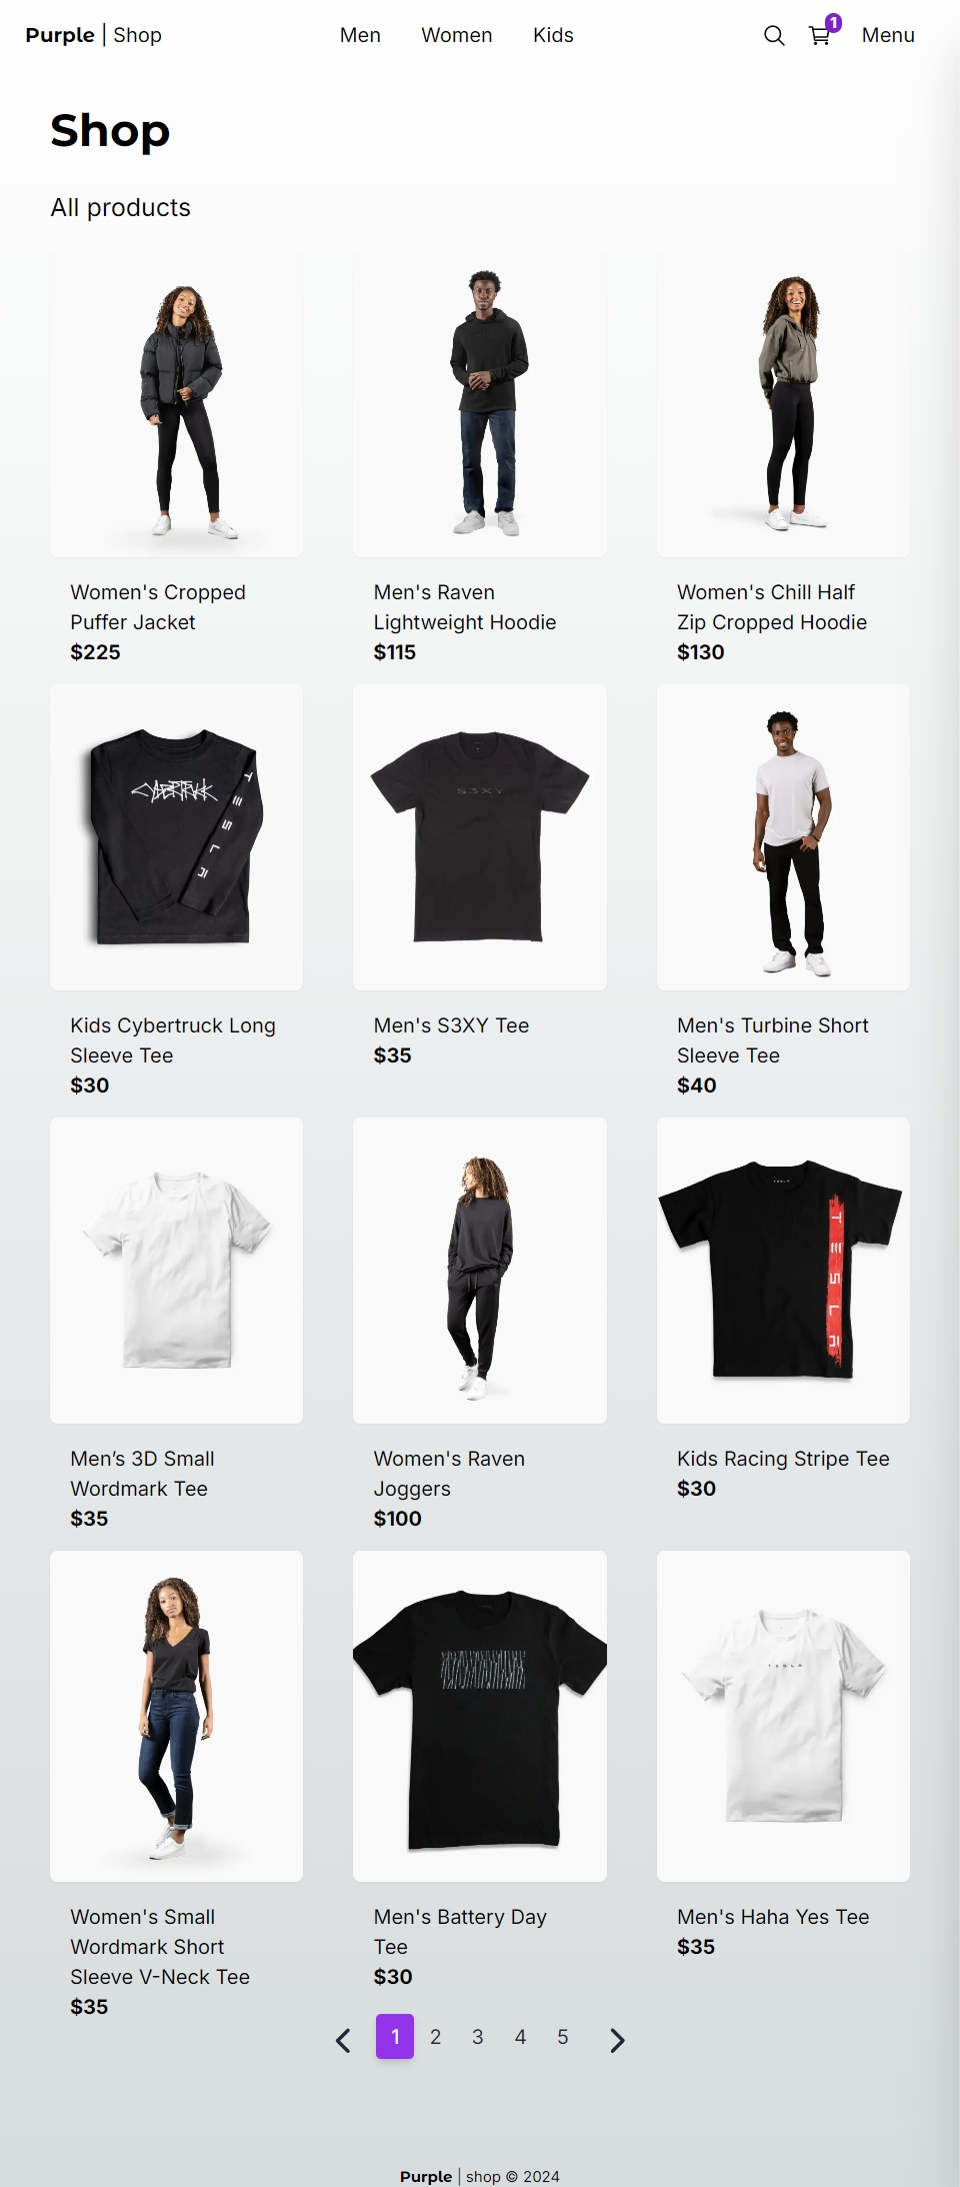 Purple | Shop
Men
Women
Kids
1
Menu
Shop
All products
Women's Cropped
Puffer Jacket
$225
Men's Raven
Lightweight Hoodie
$115
Women's Chill Half
Zip Cropped Hoodie
$130
CYBERTRUCK
TESLA
S3XY
Kids Cybertruck Long
Sleeve Tee
$30
Men's S3XY Tee
$35
Men's Turbine Short
Sleeve Tee
$40
TESLA
Men’s 3D Small
Wordmark Tee
$35
Women's Raven
Joggers
$100
Kids Racing Stripe Tee
$30
TESLA
Women's Small
Wordmark Short
Sleeve V-Neck Tee
$35
Men's Battery Day
Tee
$30
Men's Haha Yes Tee
$35
1
2
3
4
5
Purple | shop © 2024